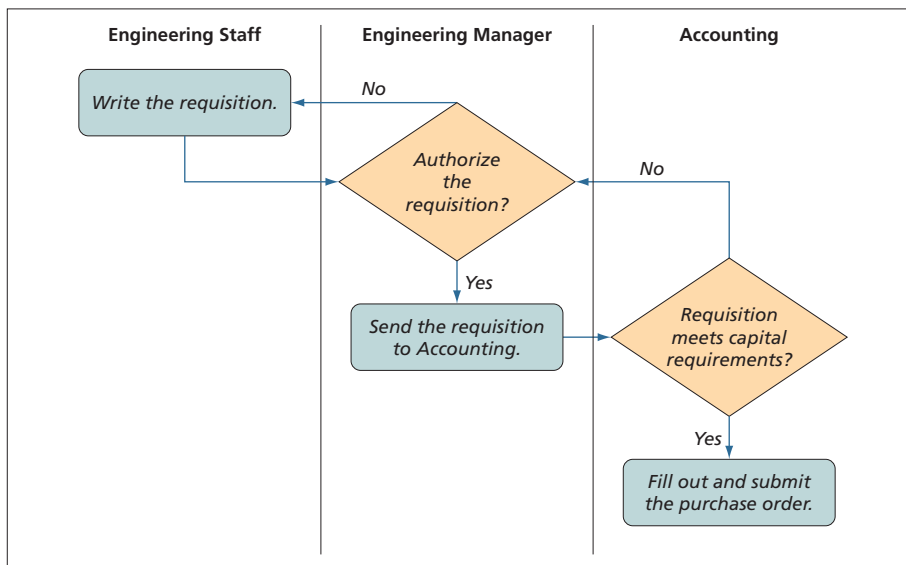 Engineering Staff
Engineering Manager
Accounting
Write the requisition.
No
Authorize
the
requisition?
No
Yes
Send the requisition
to Accounting.
Requisition
meets capital
requirements?
Yes
Fill out and submit
the purchase order.